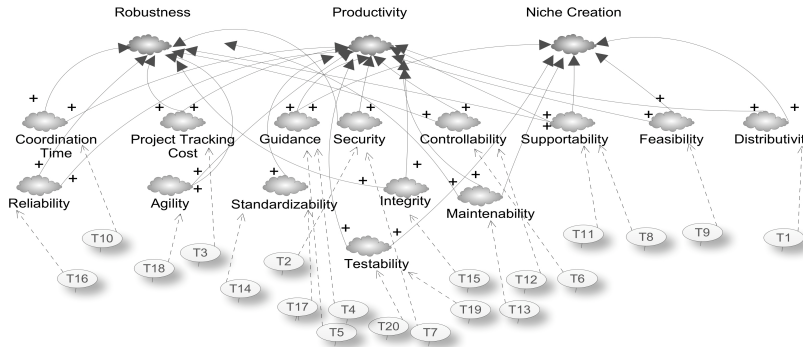 Robustness
Productivity
Niche Creation
+ + + + + + + + + + + +
Coordination
Time
Project Tracking
Cost
Guidance
Security
Controllability
Supportability
Feasibility
Distributivit
+ + + + + + + +
Reliability
Agility
Standardizability
Integrity
Maintenability
+ +
Testability
T10
T3
T11
T8
T9
T1
T16
T18
T14
T2
T15
T12
T6
T17
T4
T19
T13
T5
T20
T7